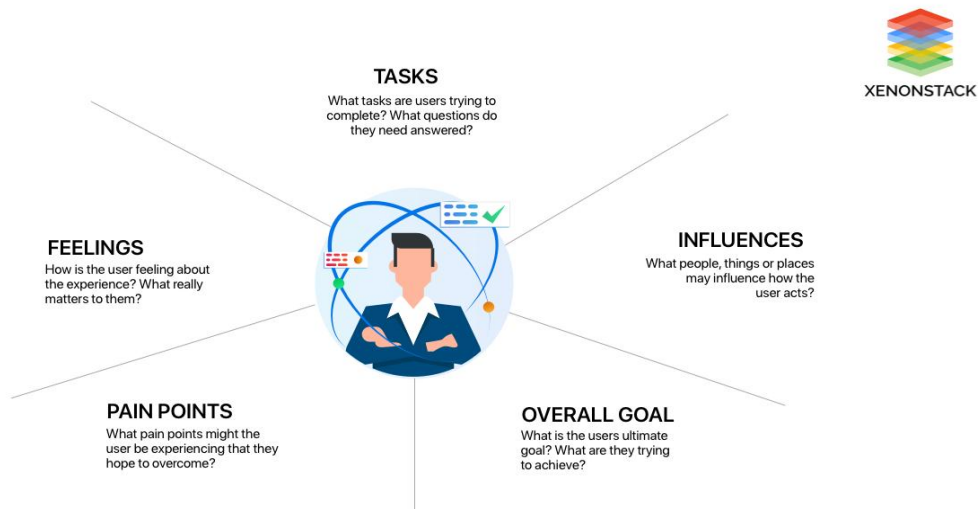 XENONSTACK
TASKS
What tasks are users trying to
complete? What questions do
they need answered?
FEELINGS
How is the user feeling about
the experience? What really
matters to them?
INFLUENCES
What people, things or places
may influence how the
user acts?
PAIN POINTS
What pain points might the
user be experiencing that they
hope to overcome?
OVERALL GOAL
What is the users ultimate
goal? What are they trying
to achieve?